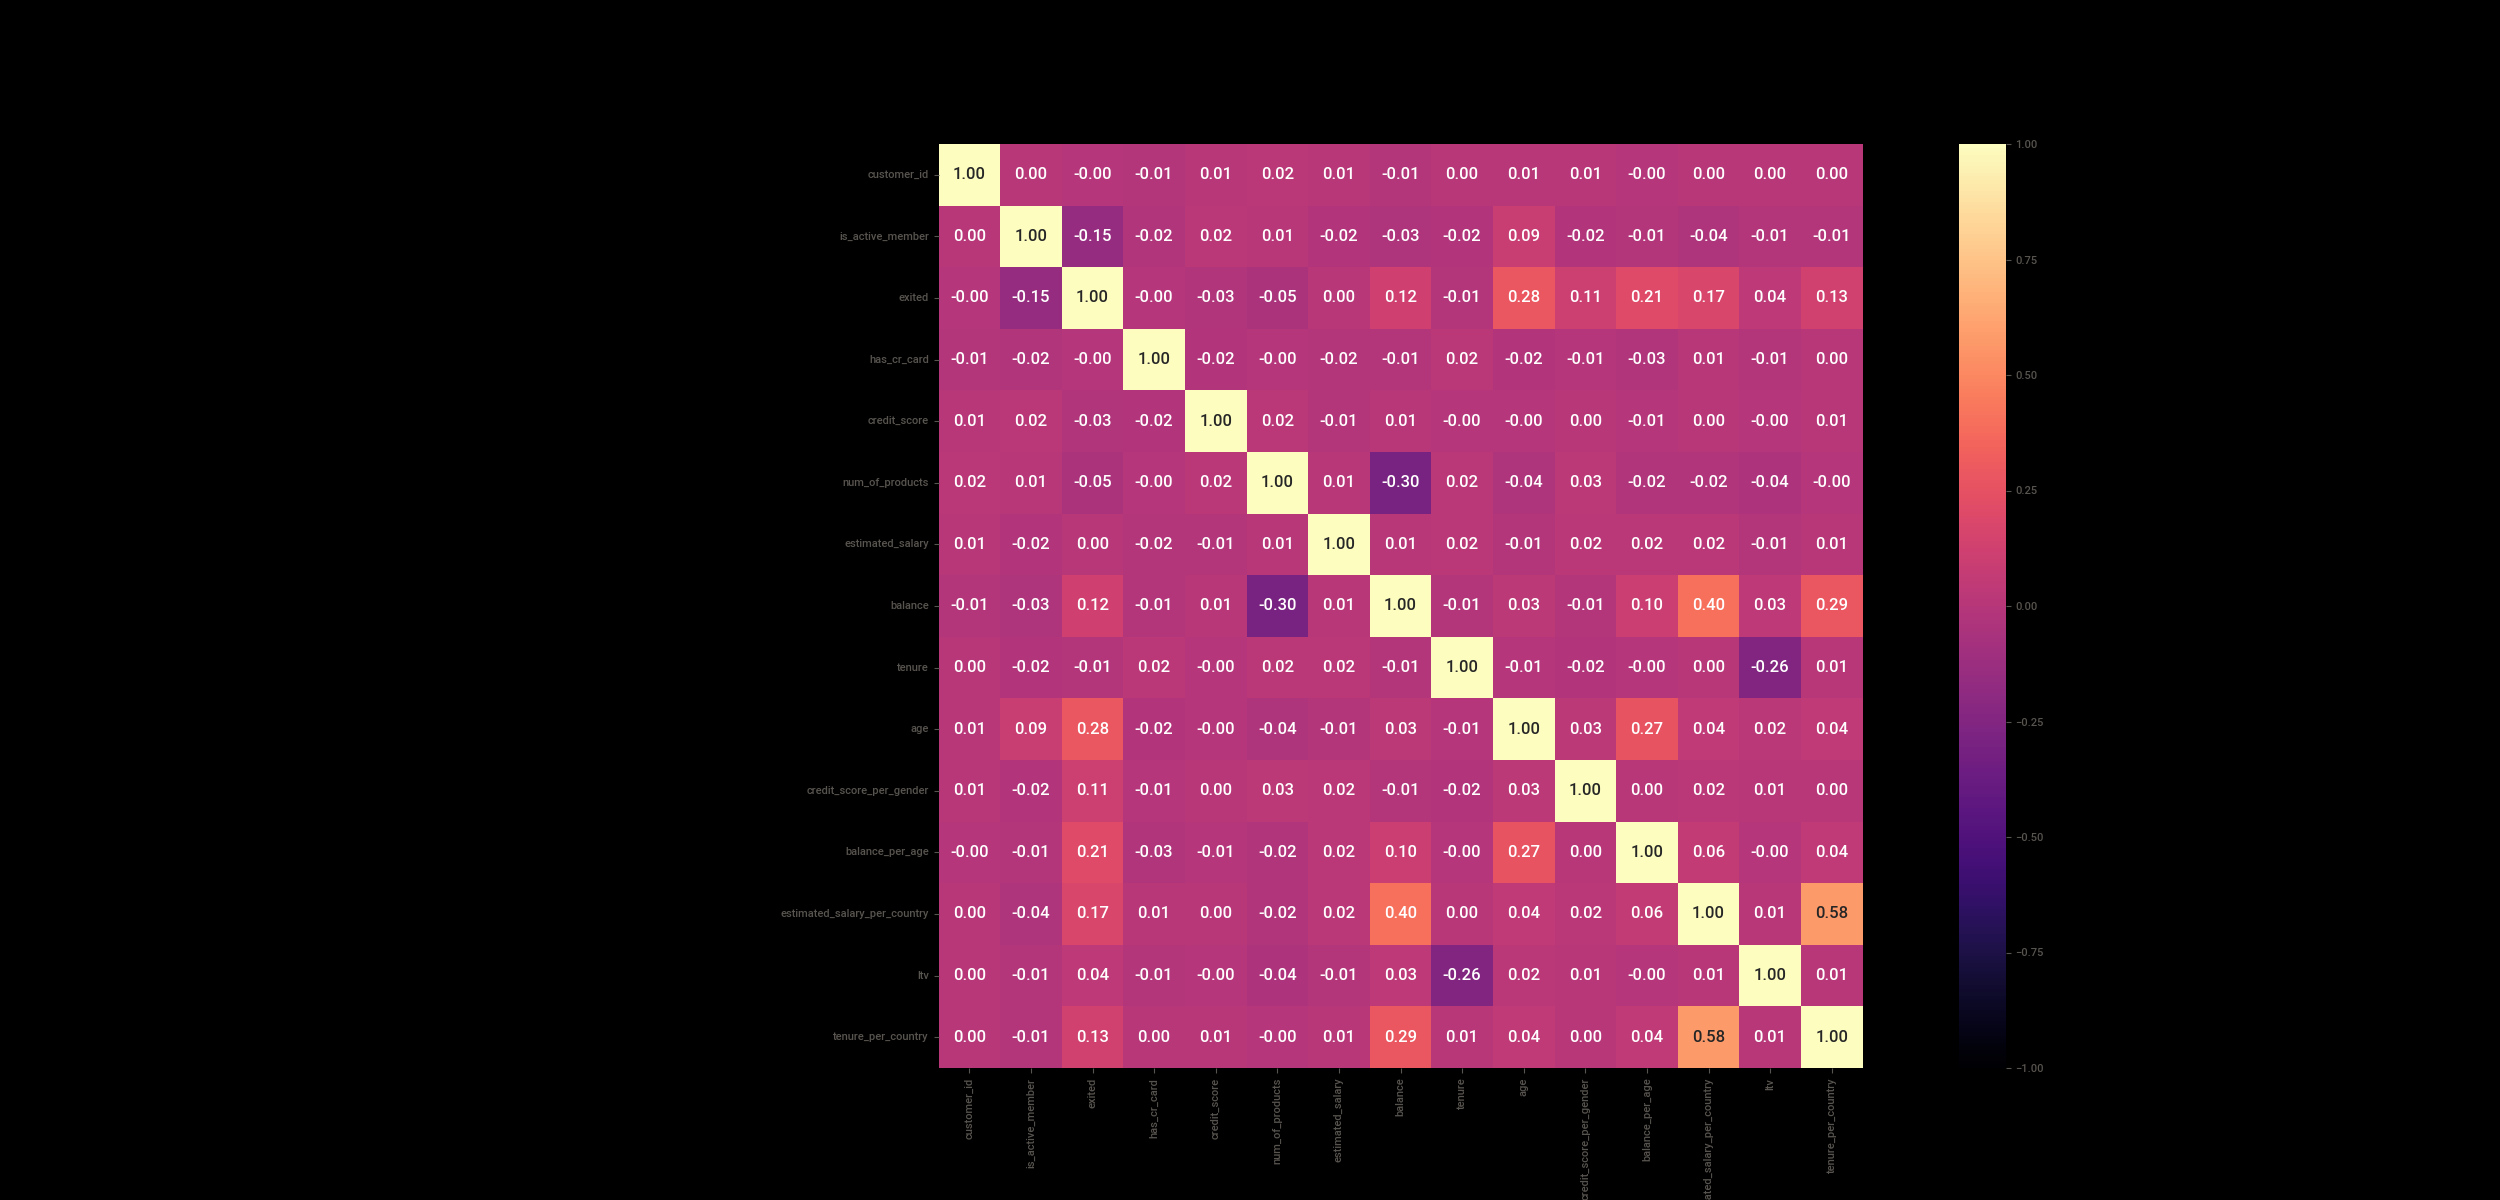 customer_id 1.00 0.00 -0.00 -0.01 0.01 0.02 0.01 -0.01 0.00 0.01 0.01 -0.00 0.00 0.00 0.00
is_active_member 0.00 1.00 -0.15 -0.02 0.02 0.01 -0.02 -0.03 -0.02 0.09 -0.02 -0.01 -0.04 -0.01 -0.01
exited -0.00 -0.15 1.00 -0.00 -0.03 -0.05 0.00 0.12 -0.01 0.28 0.11 0.21 0.17 0.04 0.13
has_cr_card -0.01 -0.02 -0.00 1.00 -0.02 -0.00 -0.02 -0.01 0.02 -0.02 -0.01 -0.03 0.01 -0.01 0.00
credit_score 0.01 0.02 -0.03 -0.02 1.00 0.02 -0.01 0.01 -0.00 -0.00 0.00 -0.01 0.00 -0.00 0.01
num_of_products 0.02 0.01 -0.05 -0.00 0.02 1.00 0.01 -0.30 0.02 -0.04 0.03 -0.02 -0.02 -0.04 -0.00
estimated_salary 0.01 -0.02 0.00 -0.02 -0.01 0.01 1.00 0.01 0.02 -0.01 0.02 0.02 0.02 -0.01 0.01
balance -0.01 -0.03 0.12 -0.01 0.01 -0.30 0.01 1.00 -0.01 0.03 -0.01 0.10 0.40 0.03 0.29
tenure 0.00 -0.02 -0.01 0.02 -0.00 0.02 0.02 -0.01 1.00 -0.01 -0.02 -0.00 0.00 -0.26 0.01
age 0.01 0.09 0.28 -0.02 -0.00 -0.04 -0.01 0.03 -0.01 1.00 0.03 0.27 0.04 0.02 0.04
credit_score_per_gender 0.01 -0.02 0.11 -0.01 0.00 0.03 0.02 -0.01 -0.02 0.03 1.00 0.00 0.02 0.01 0.00
balance_per_age -0.00 -0.01 0.21 -0.03 -0.01 -0.02 0.02 0.10 -0.00 0.27 0.00 1.00 0.06 -0.00 0.04
estimated_salary_per_country 0.00 -0.04 0.17 0.01 0.00 -0.02 0.02 0.40 0.00 0.04 0.02 0.06 1.00 0.01 0.58
ltv 0.00 -0.01 0.04 -0.01 -0.00 -0.04 -0.01 0.03 -0.26 0.02 0.01 -0.00 0.01 1.00 0.01
tenure_per_country 0.00 -0.01 0.13 0.00 0.01 -0.00 0.01 0.29 0.01 0.04 0.00 0.04 0.58 0.01 1.00
customer_id
is_active_member
exited
has_cr_card
credit_score
num_of_products
estimated_salary
balance
tenure
age
credit_score_per_gender
balance_per_age
ated_salary_per_country
ltv
tenure_per_country
1.00
0.75
0.50
0.25
0.00
−0.25
−0.50
−0.75
−1.00